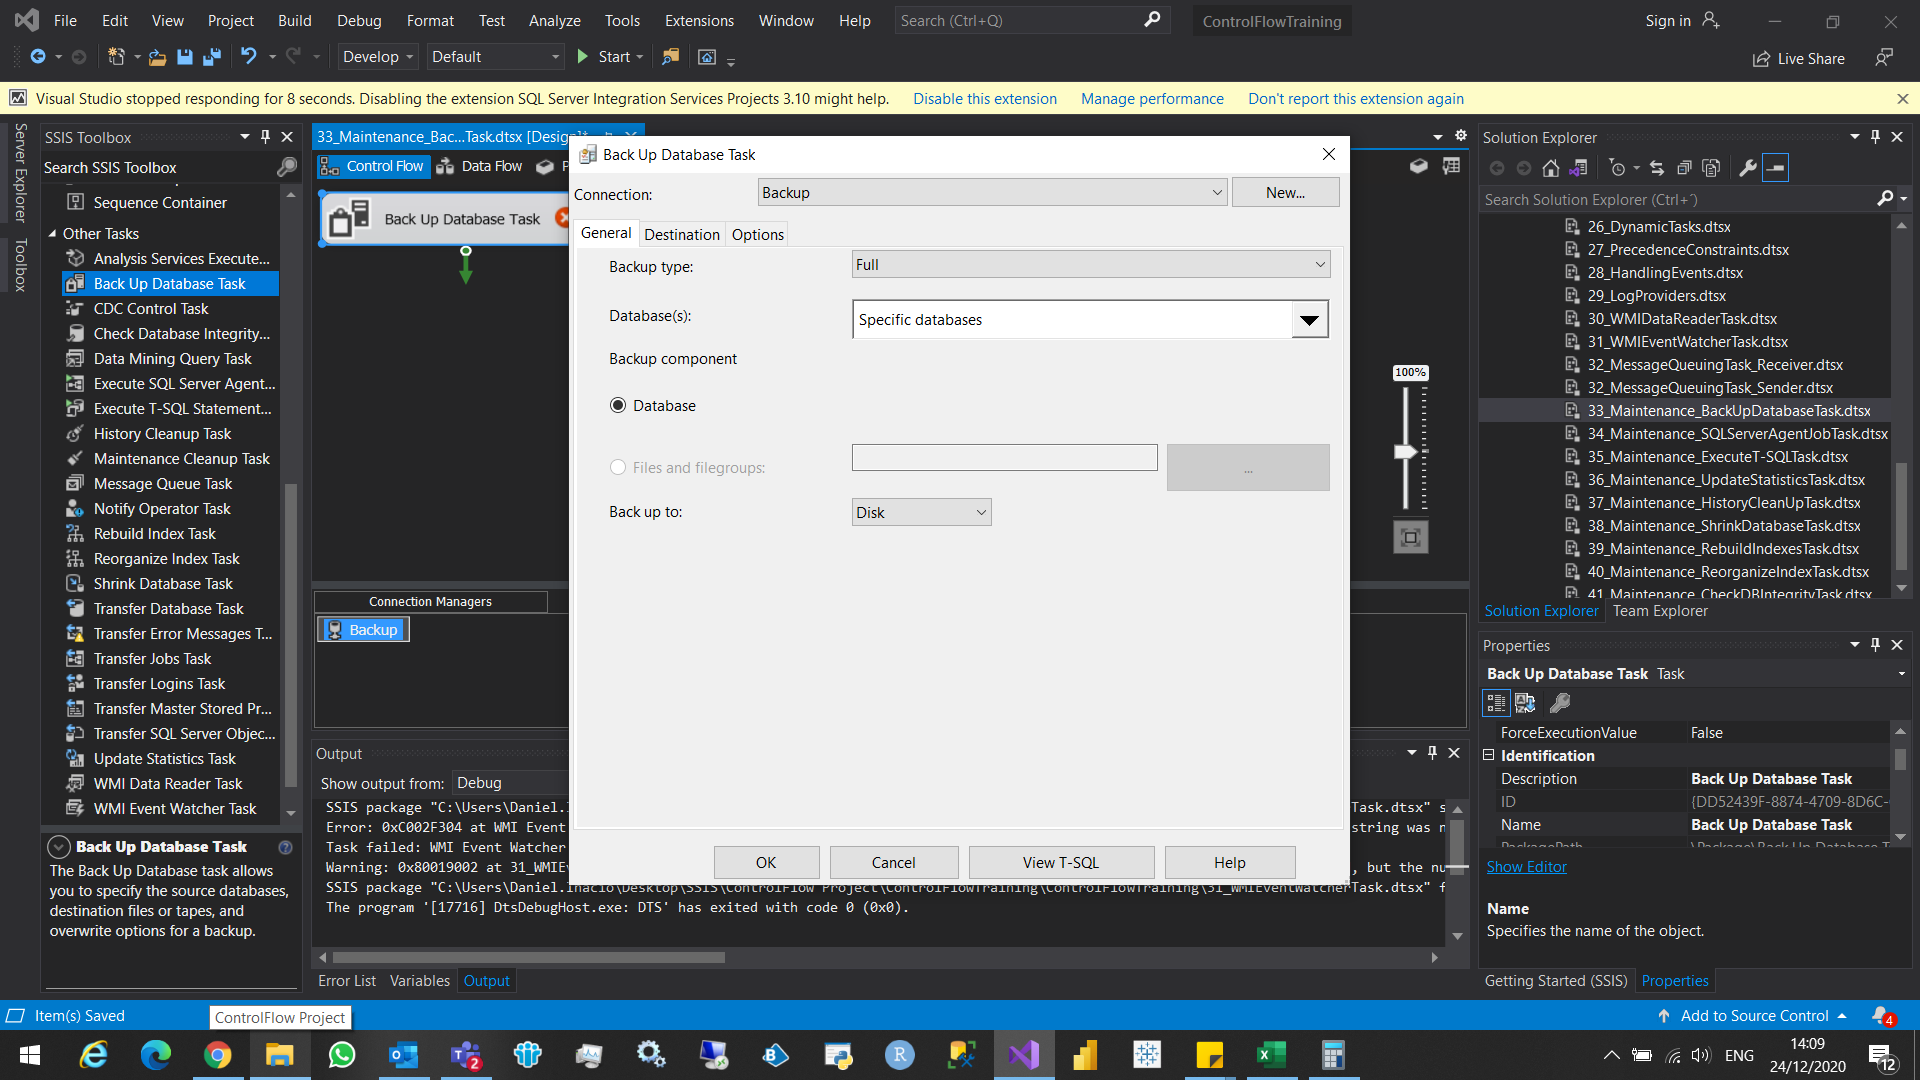 File Edit View Project Build Debug Format Test Analyze Tools Extensions Window Help Search (Ctrl+Q) ControlFlowTraining Sign in
Develop Default Start Live Share
Visual Studio stopped responding for 8 seconds. Disabling the extension SQL Server Integration Services Projects 3.10 might help. Disable this extension Manage performance Don't report this extension again
Server Explorer
Toolbox
SSIS Toolbox
Search SSIS Toolbox
Sequence Container
Other Tasks
Analysis Services Execute...
Back Up Database Task
CDC Control Task
Check Database Integrity...
Data Mining Query Task
Execute SQL Server Agent...
Execute T-SQL Statement...
History Cleanup Task
Maintenance Cleanup Task
Message Queue Task
Notify Operator Task
Rebuild Index Task
Reorganize Index Task
Shrink Database Task
Transfer Database Task
Transfer Error Messages T...
Transfer Jobs Task
Transfer Logins Task
Transfer Master Stored Pr...
Transfer SQL Server Objec...
Update Statistics Task
WMI Data Reader Task
WMI Event Watcher Task
Back Up Database Task
The Back Up Database task allows
you to specify the source databases,
destination files or tapes, and
overwrite options for a backup.
33_Maintenance_Bac...Task.dtsx [Design]*
Control Flow Data Flow P
Back Up Database Task
100%
Connection Managers
Backup
Back Up Database Task
Connection: Backup New...
General Destination Options
Backup type: Full
Database(s): Specific databases
Backup component
Database
Files and filegroups: ...
Back up to: Disk
OK Cancel View T-SQL Help
Output
Show output from: Debug
SSIS package "C:\Users\Daniel.I Task.dtsx" s
Error: 0xC002F304 at WMI Event string was n
Task failed: WMI Event Watcher
Warning: 0x80019002 at 31_WMIEv , but the nu
SSIS package "C:\Users\Daniel.Inacio\Desktop\SSIS\ControlFlow Project\ControlFlowTraining\ControlFlowTraining\31_WMIEventWatcherTask.dtsx" f
The program '[17716] DtsDebugHost.exe: DTS' has exited with code 0 (0x0).
Error List Variables Output
Solution Explorer
Search Solution Explorer (Ctrl+´)
26_DynamicTasks.dtsx
27_PrecedenceConstraints.dtsx
28_HandlingEvents.dtsx
29_LogProviders.dtsx
30_WMIDataReaderTask.dtsx
31_WMIEventWatcherTask.dtsx
32_MessageQueuingTask_Receiver.dtsx
32_MessageQueuingTask_Sender.dtsx
33_Maintenance_BackUpDatabaseTask.dtsx
34_Maintenance_SQLServerAgentJobTask.dtsx
35_Maintenance_ExecuteT-SQLTask.dtsx
36_Maintenance_UpdateStatisticsTask.dtsx
37_Maintenance_HistoryCleanUpTask.dtsx
38_Maintenance_ShrinkDatabaseTask.dtsx
39_Maintenance_RebuildIndexesTask.dtsx
40_Maintenance_ReorganizeIndexTask.dtsx
41_Maintenance_CheckDBIntegrityTask.dtsx
Solution Explorer Team Explorer
Properties
Back Up Database Task Task
ForceExecutionValue False
Identification
Description Back Up Database Task
ID {DD52439F-8874-4709-8D6C-
Name Back Up Database Task
PackagePath \Package\Back Up Database T
Show Editor
Name
Specifies the name of the object.
Getting Started (SSIS) Properties
Item(s) Saved Add to Source Control 4
ControlFlow Project
2
ENG
14:09
24/12/2020
12